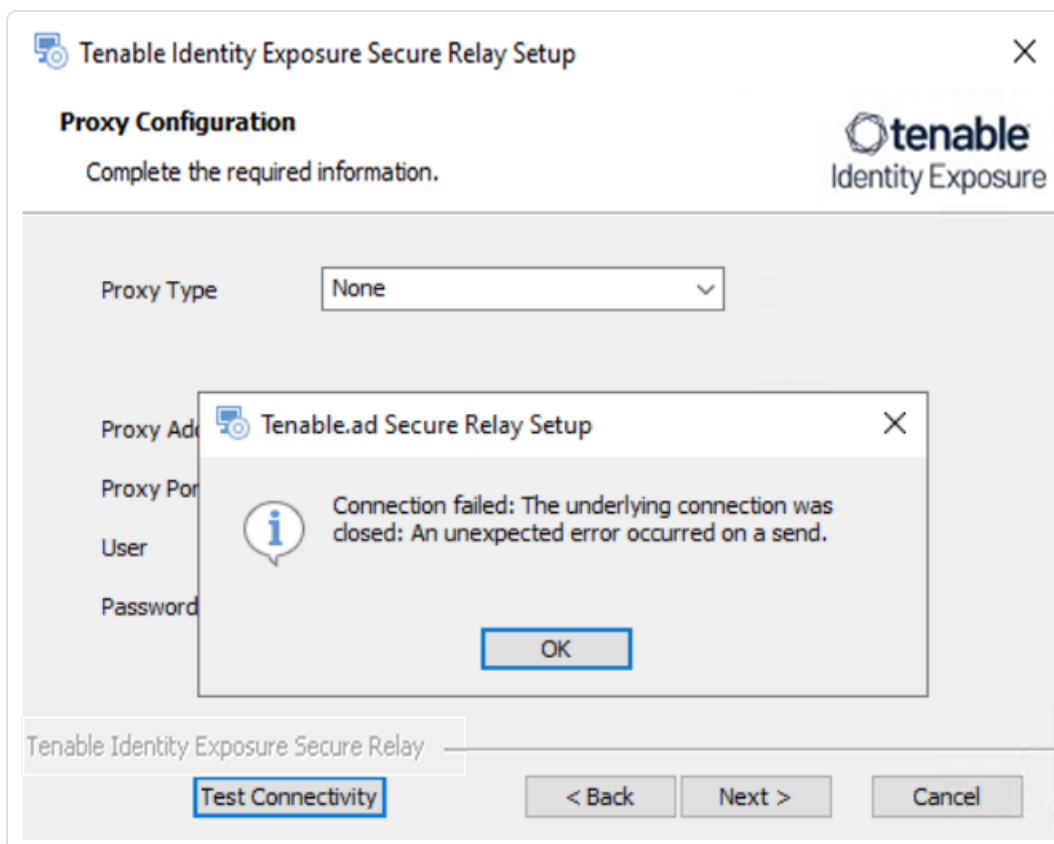 Tenable Identity Exposure Secure Relay Setup
Proxy Configuration
Complete the required information.
tenable
Identity Exposure
Proxy Type
None
Proxy Add
Tenable.ad Secure Relay Setup
Proxy Por
Connection failed: The underlying connection was
closed: An unexpected error occurred on a send.
User
Password
OK
Tenable Identity Exposure Secure Relay
Test Connectivity
< Back
Next >
Cancel